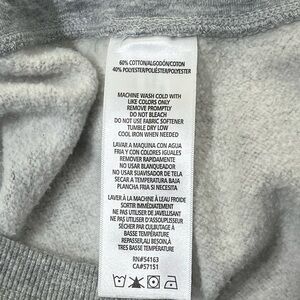 60% COTTON/ALGODÓN/COTON
40% POLYESTER/POLIÉSTER/POLYESTER
MACHINE WASH COLD WITH
LIKE COLORS ONLY
REMOVE PROMPTLY
DO NOT BLEACH
DO NOT USE FABRIC SOFTENER
TUMBLE DRY LOW
COOL IRON WHEN NEEDED
LAVAR A MAQUINA CON AGUA
FRIA Y CON COLORES IGUALES
REMOVER RAPIDAMENTE
NO USAR BLANQUEADOR
NO USAR SUAVISADOR DE TELA
SECAR A TEMPERATURA BAJA
PLANCHA FRIA SI NECESITA
LAVER À LA MACHINE À LEAU FROIDE
SORTIR IMMÉDIATEMENT
NE PAS UTILISER DE JAVELLISANT
NE PAS UTILISER D'ASSOUPLISSEUR
SÉCHER PAR CULBUTAGE À
BASSE TEMPÉRATURE
REPASSER, AU BESOIN, À
BASSE TEMPÉRATURE
RN#54163
CA#57151